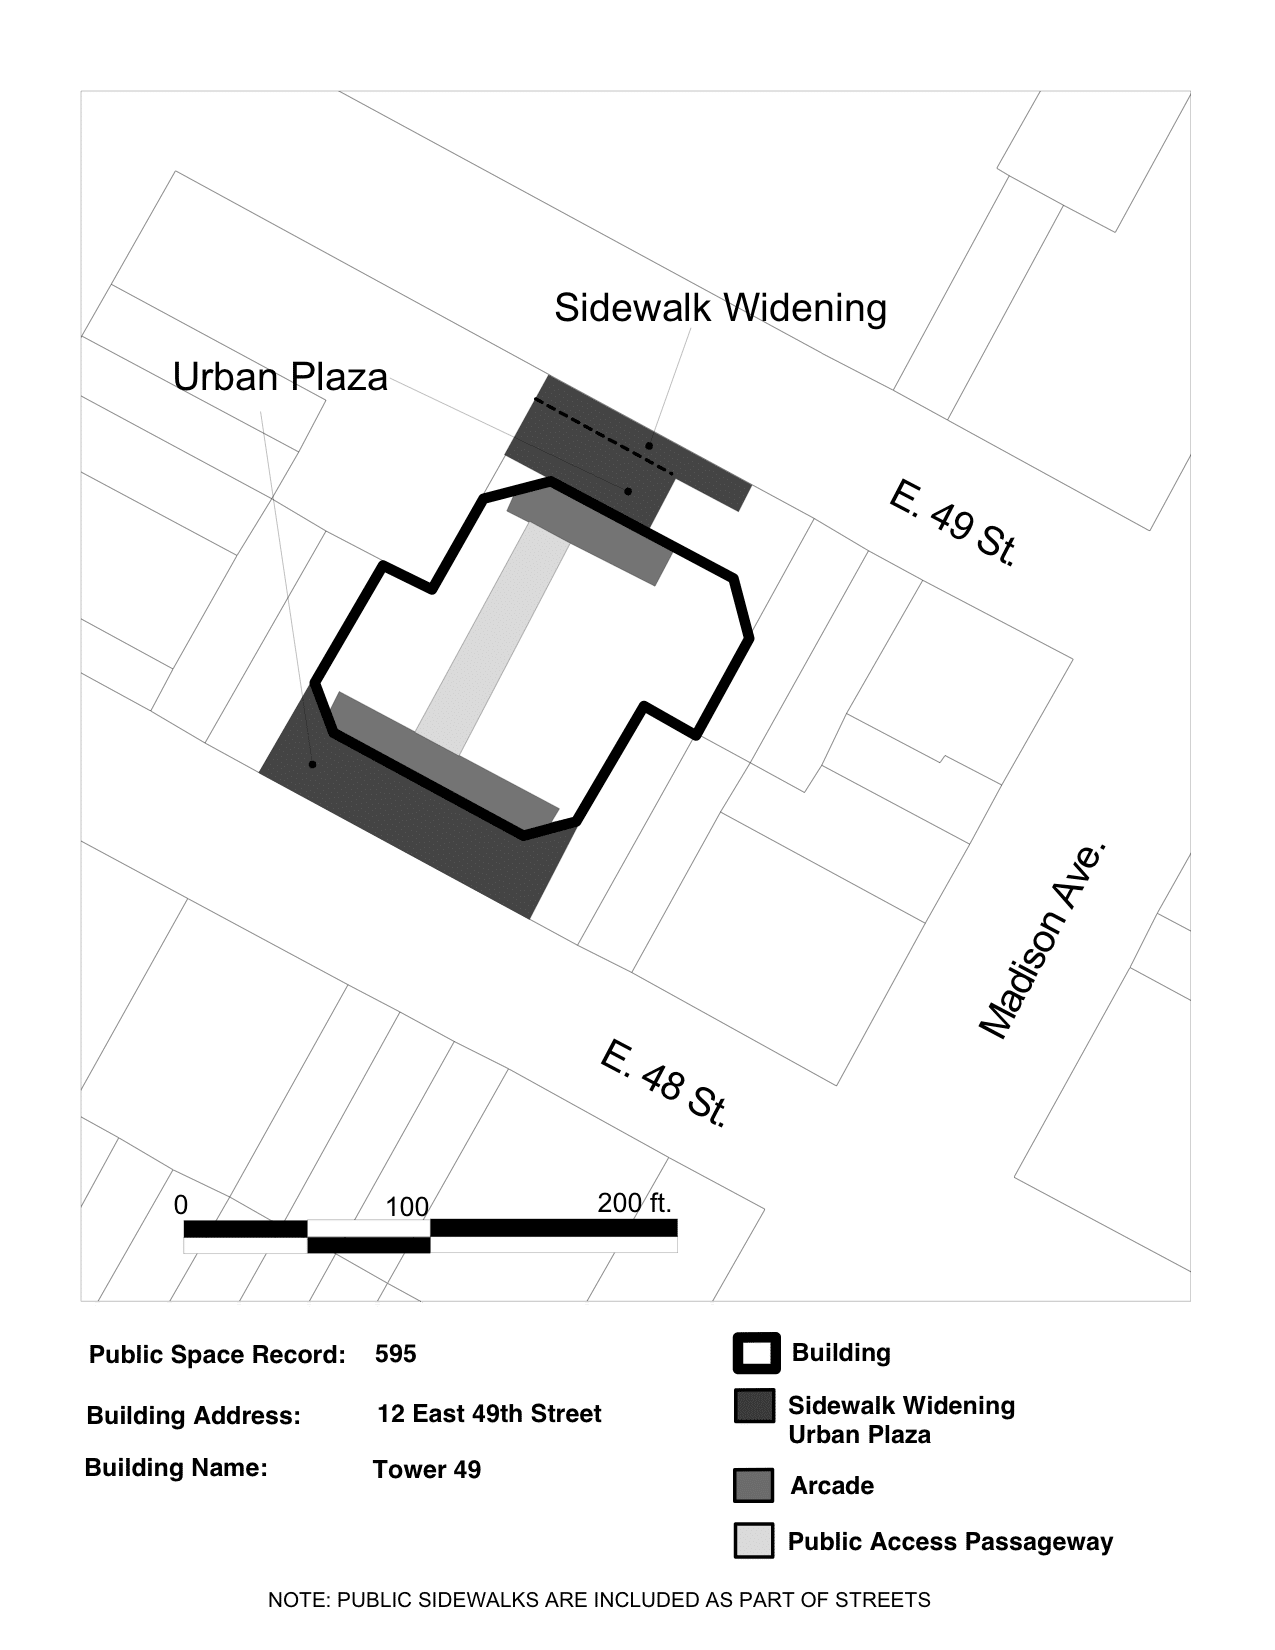 Sidewalk Widening
Urban Plaza
E. 49 St.
Madison Ave.
E. 48 St.
0 100 200 ft.
Public Space Record: 595
Building Address: 12 East 49th Street
Building Name: Tower 49
Building
Sidewalk Widening
Urban Plaza
Arcade
Public Access Passageway
NOTE: PUBLIC SIDEWALKS ARE INCLUDED AS PART OF STREETS